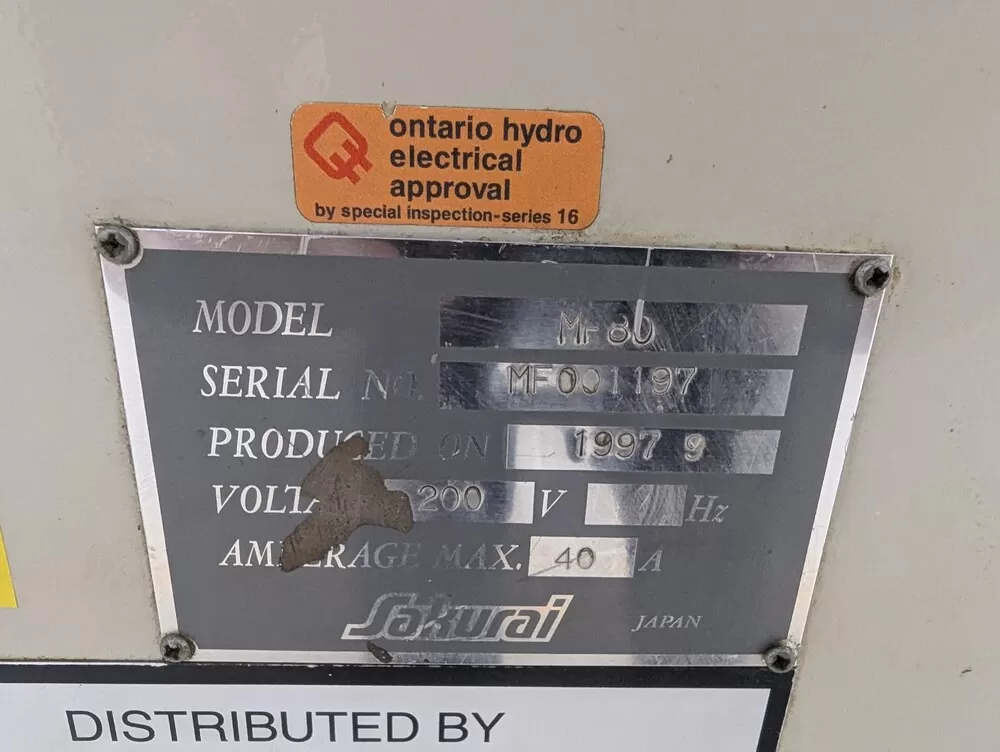 ontario hydro
electrical
approval
by special inspection-series 16
MODEL MF80
SERIAL NO. MF001197
PRODUCED ON 1997 9
200 V Hz
MAX. 40 A
Sakurai JAPAN
DISTRIBUTED BY